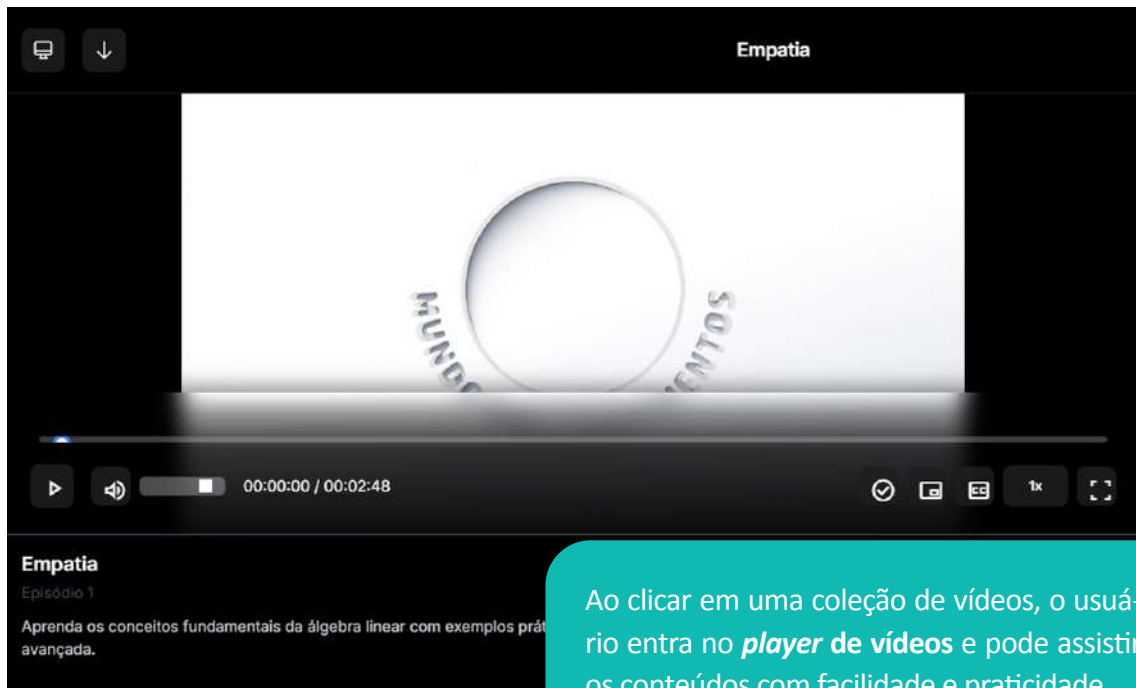 Empatia
MUNDO
MENTOS
00:00:00 / 00:02:48
CC
1x
Empatia
Episódio 1
Aprenda os conceitos fundamentais da álgebra linear com exemplos prát
avançada.
Ao clicar em uma coleção de vídeos, o usuá-
rio entra no player de vídeos e pode assistir
os conteúdos com facilidade e praticidade